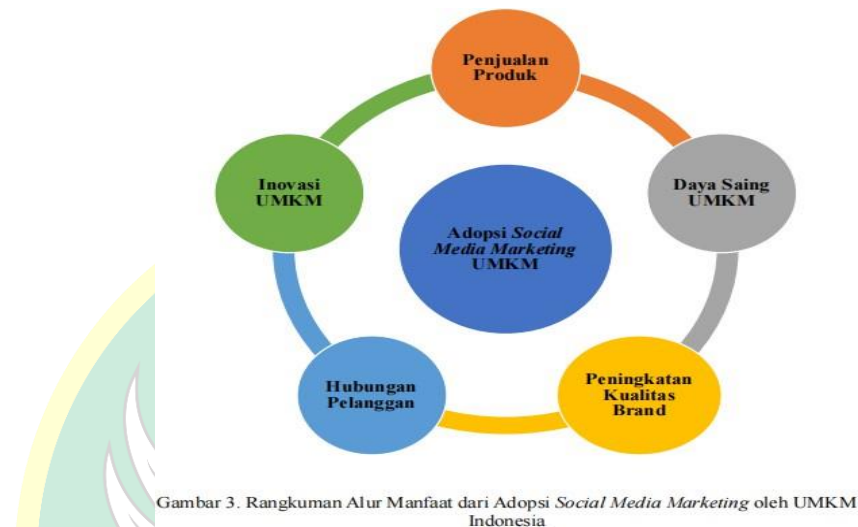 Penjualan
Produk
Inovasi
UMKM
Daya Saing
UMKM
Adopsi Social
Media Marketing
UMKM
Hubungan
Pelanggan
Peningkatan
Kualitas
Brand
Gambar 3. Rangkuman Alur Manfaat dari Adopsi Social Media Marketing oleh UMKM
Indonesia